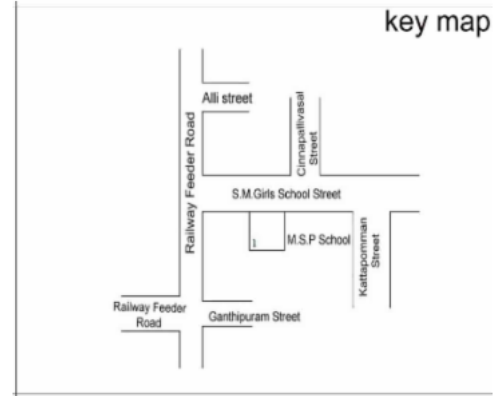 key map
Alli street
Railway Feeder Road
Cinnapallivasal
Street
S.M.Girls School Street
1
M.S.P School
Kattapomman
Street
Railway Feeder
Road
Ganthipuram Street